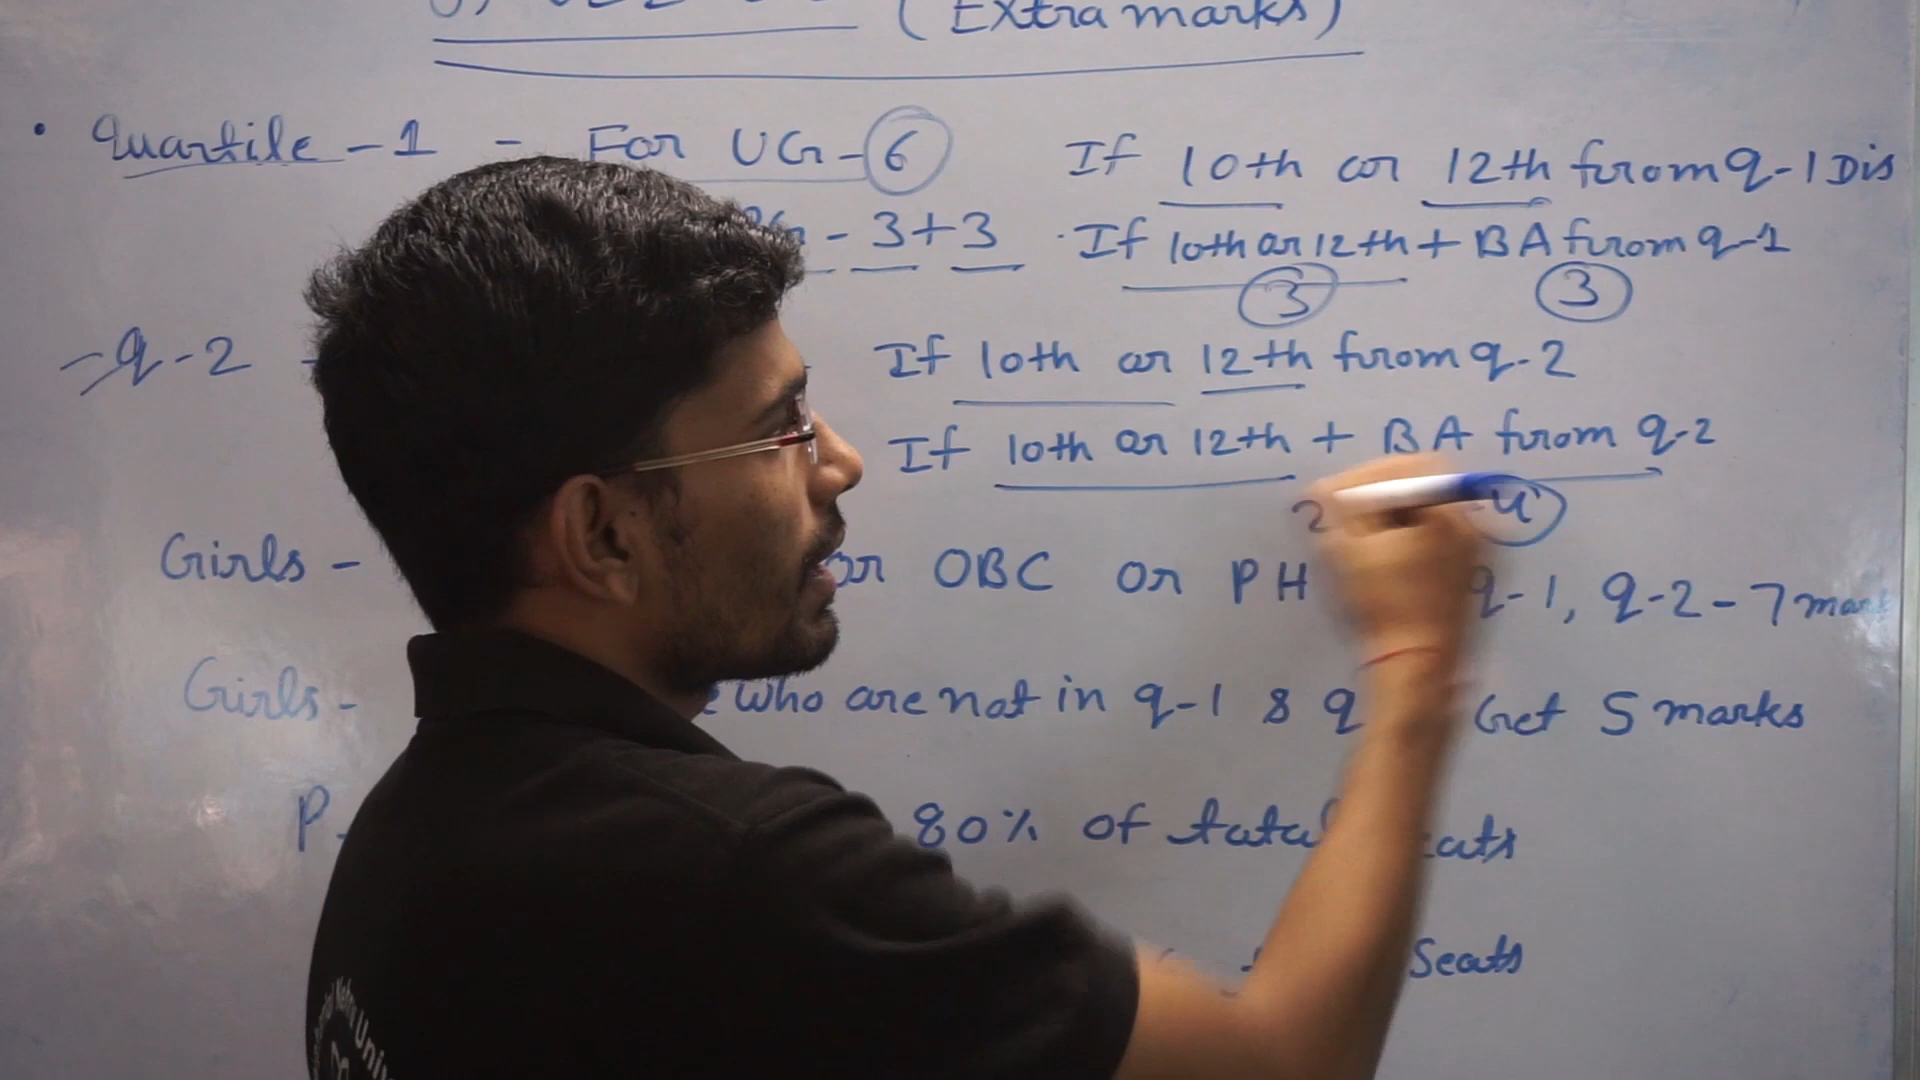 (Extra marks)
• Quartile - 1 - For UG - 6 If 10th or 12th from q-1 Dis
- 3+3 · If 10th or 12th + BA from q-1
3 3
- q - 2 - If 10th or 12th from q-2
If 10th or 12th + BA from q-2
2 4
Girls - or OBC or PH q-1, q-2 - 7 mark
Girls - who are not in q-1 & q Get 5 marks
P- 80% of total
Seats
Nehru